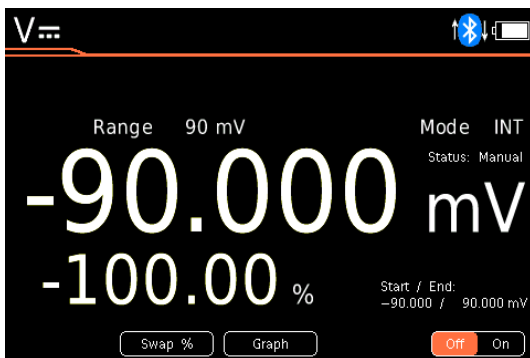 V⎓
Range 90 mV Mode INT
Status: Manual
-90.000 mV
-100.00 %
Start / End:
−90.000 / 90.000 mV
Swap % Graph Off On